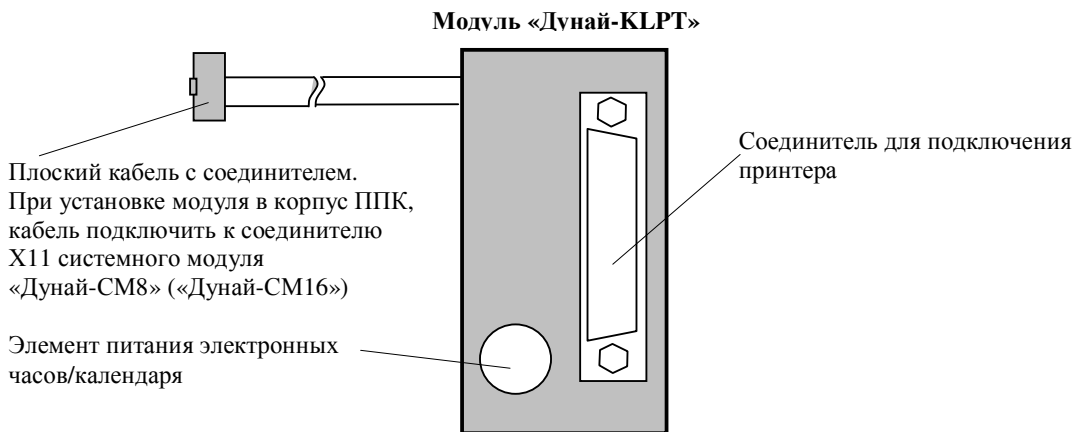 Модуль «Дунай-KLPT»
Соединитель для подключения
принтера
Плоский кабель с соединителем.
При установке модуля в корпус ППК,
кабель подключить к соединителю
X11 системного модуля
«Дунай-СМ8» («Дунай-СМ16»)
Элемент питания электронных
часов/календаря